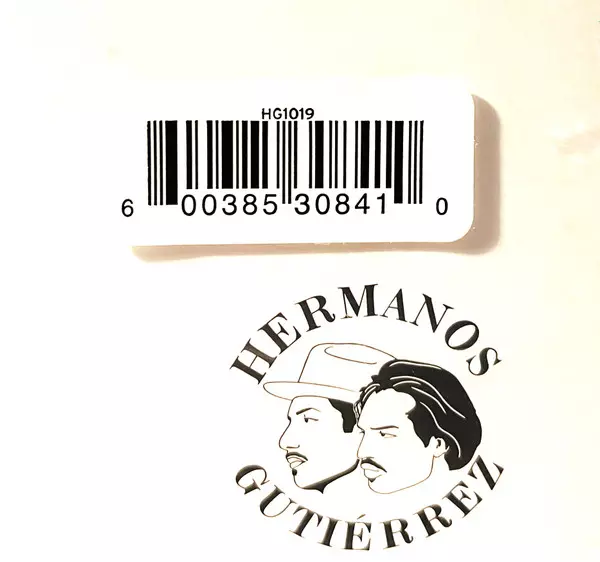 HG1019
6 00385 30841 0
HERMANOS
GUTIÉRREZ